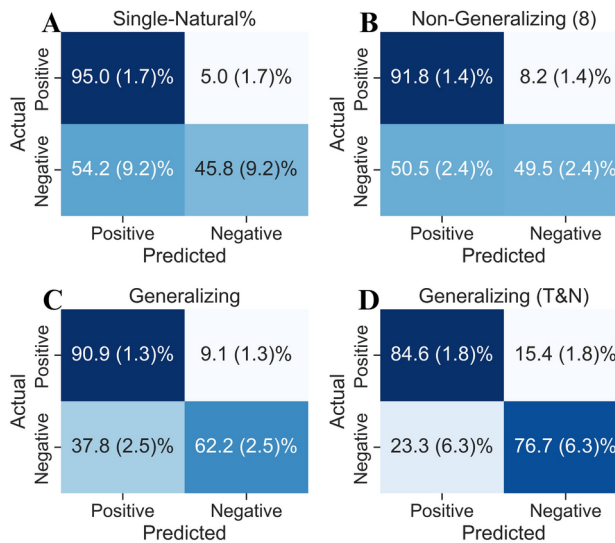 A Single-Natural%
Actual
Positive
Negative
95.0 (1.7)% 5.0 (1.7)%
54.2 (9.2)% 45.8 (9.2)%
Positive Negative
Predicted
B Non-Generalizing (8)
Actual
Positive
Negative
91.8 (1.4)% 8.2 (1.4)%
50.5 (2.4)% 49.5 (2.4)%
Positive Negative
Predicted
C Generalizing
Actual
Positive
Negative
90.9 (1.3)% 9.1 (1.3)%
37.8 (2.5)% 62.2 (2.5)%
Positive Negative
Predicted
D Generalizing (T&N)
Actual
Positive
Negative
84.6 (1.8)% 15.4 (1.8)%
23.3 (6.3)% 76.7 (6.3)%
Positive Negative
Predicted